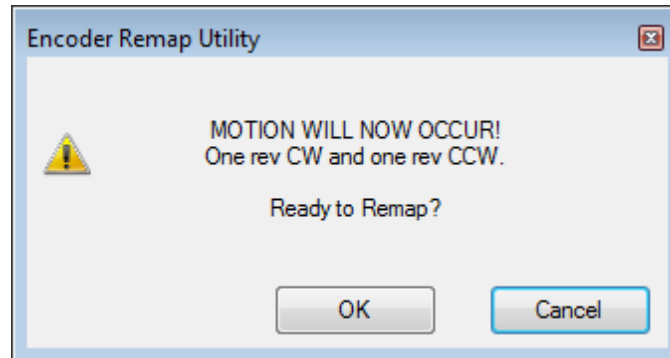 Encoder Remap Utility
MOTION WILL NOW OCCUR!
One rev CW and one rev CCW.
Ready to Remap?
OK
Cancel